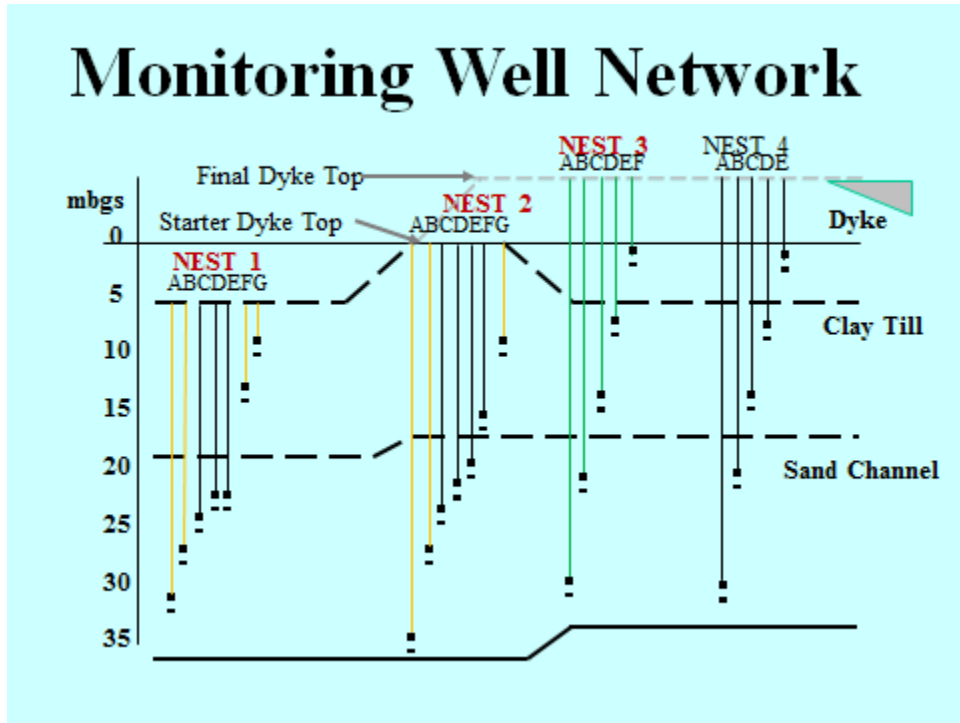 Monitoring Well Network
NEST 3
NEST 4
ABCDEF
ABCDE
Final Dyke Top
mbgs
NEST 2
Starter Dyke Top
ABCDEFG
Dyke
0
NEST 1
ABCDEFG
5
Clay Till
10
15
20
Sand Channel
25
30
35